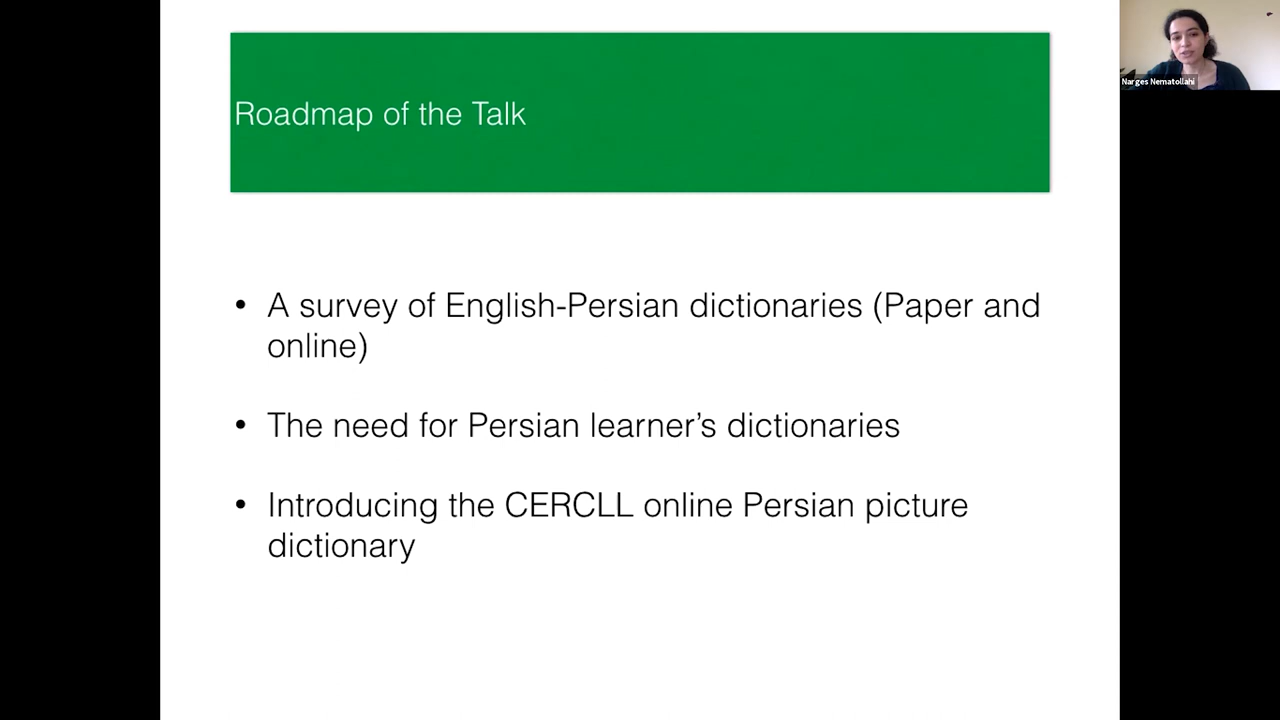 Roadmap of the Talk
• A survey of English-Persian dictionaries (Paper and
online)
• The need for Persian learner’s dictionaries
• Introducing the CERCLL online Persian picture
dictionary
Narges Nematollahi